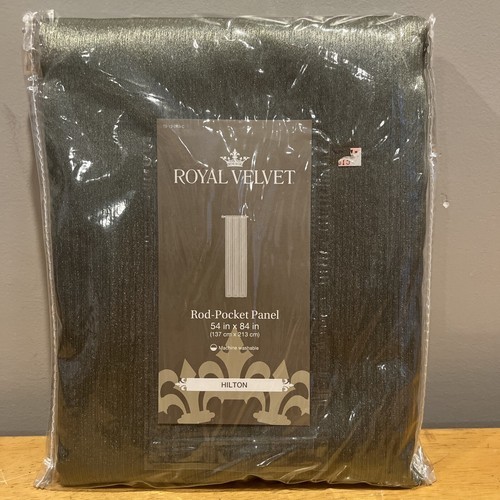 ROYAL VELVET
Rod-Pocket Panel
54 in x 84 in
(137 cm x 213 cm)
Machine washable
HILTON